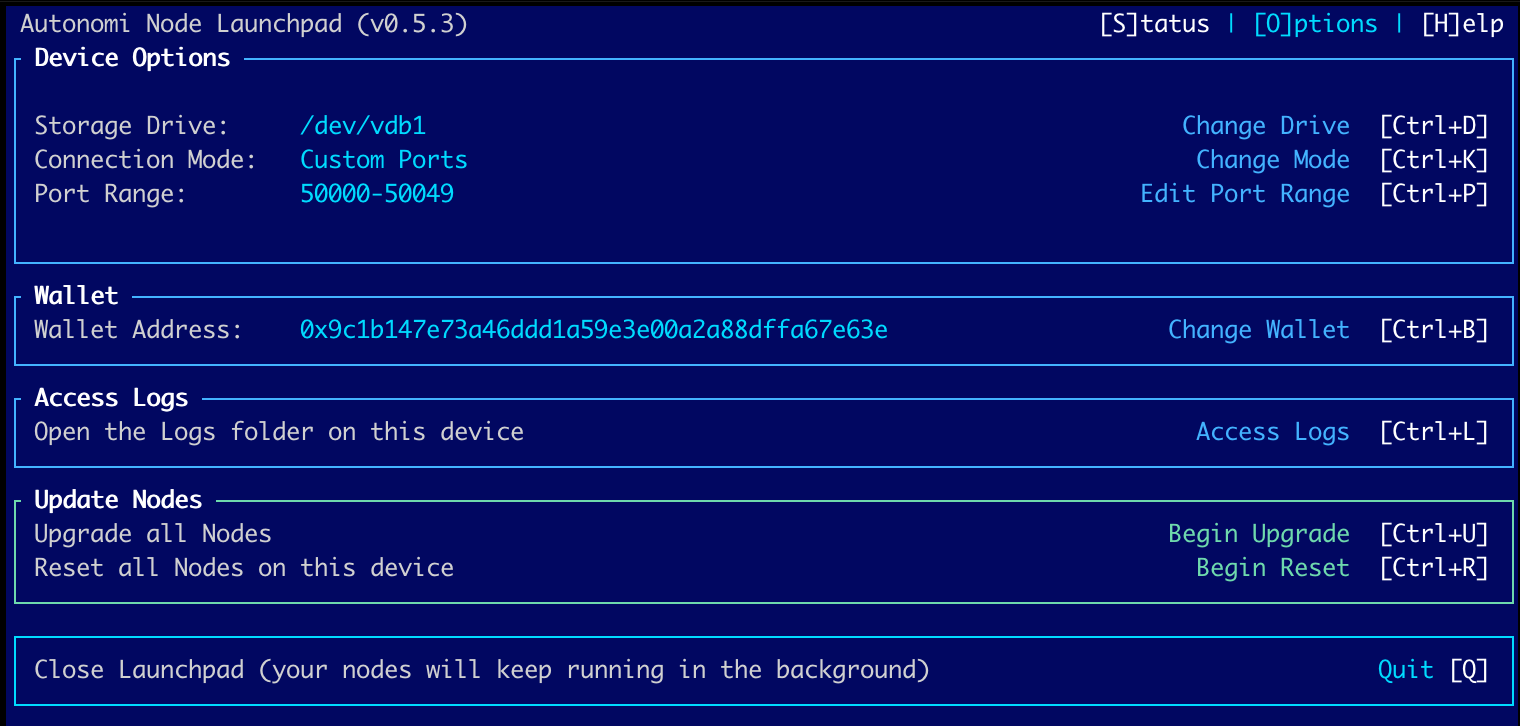 Autonomi Node Launchpad (v0.5.3) [S]tatus | [O]ptions | [H]elp
Device Options
Storage Drive: /dev/vdb1 Change Drive [Ctrl+D]
Connection Mode: Custom Ports Change Mode [Ctrl+K]
Port Range: 50000-50049 Edit Port Range [Ctrl+P]
Wallet
Wallet Address: 0x9c1b147e73a46ddd1a59e3e00a2a88dffa67e63e Change Wallet [Ctrl+B]
Access Logs
Open the Logs folder on this device Access Logs [Ctrl+L]
Update Nodes
Upgrade all Nodes Begin Upgrade [Ctrl+U]
Reset all Nodes on this device Begin Reset [Ctrl+R]
Close Launchpad (your nodes will keep running in the background) Quit [Q]